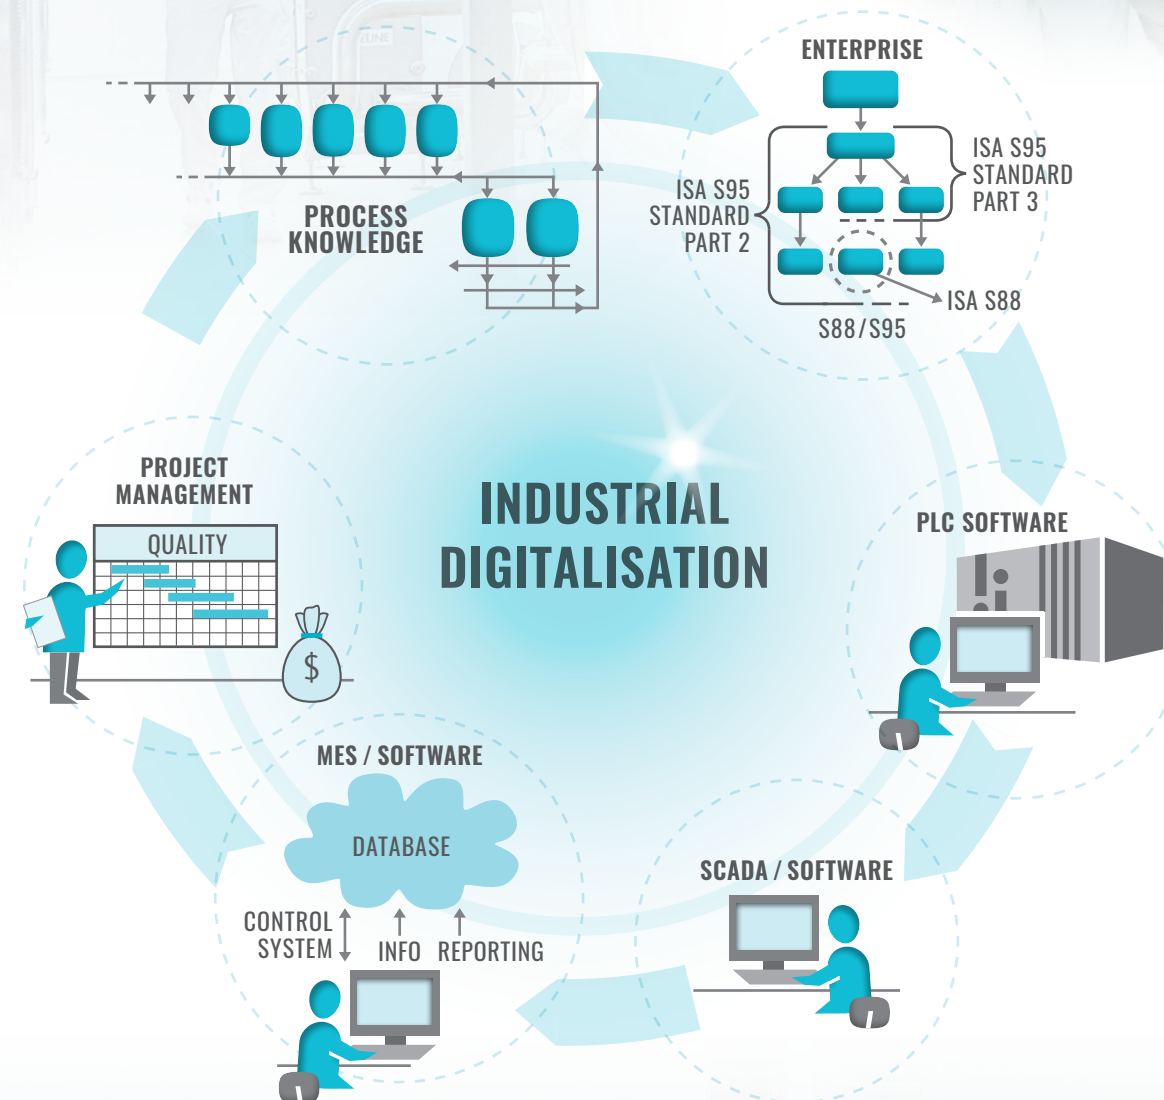 ENTERPRISE
ISA S95
STANDARD
PART 3
ISA S95
STANDARD
PART 2
ISA S88
S88/S95
PROCESS
KNOWLEDGE
PROJECT
MANAGEMENT
QUALITY
$
INDUSTRIAL
DIGITALISATION
PLC SOFTWARE
MES / SOFTWARE
DATABASE
CONTROL
SYSTEM
INFO
REPORTING
SCADA / SOFTWARE